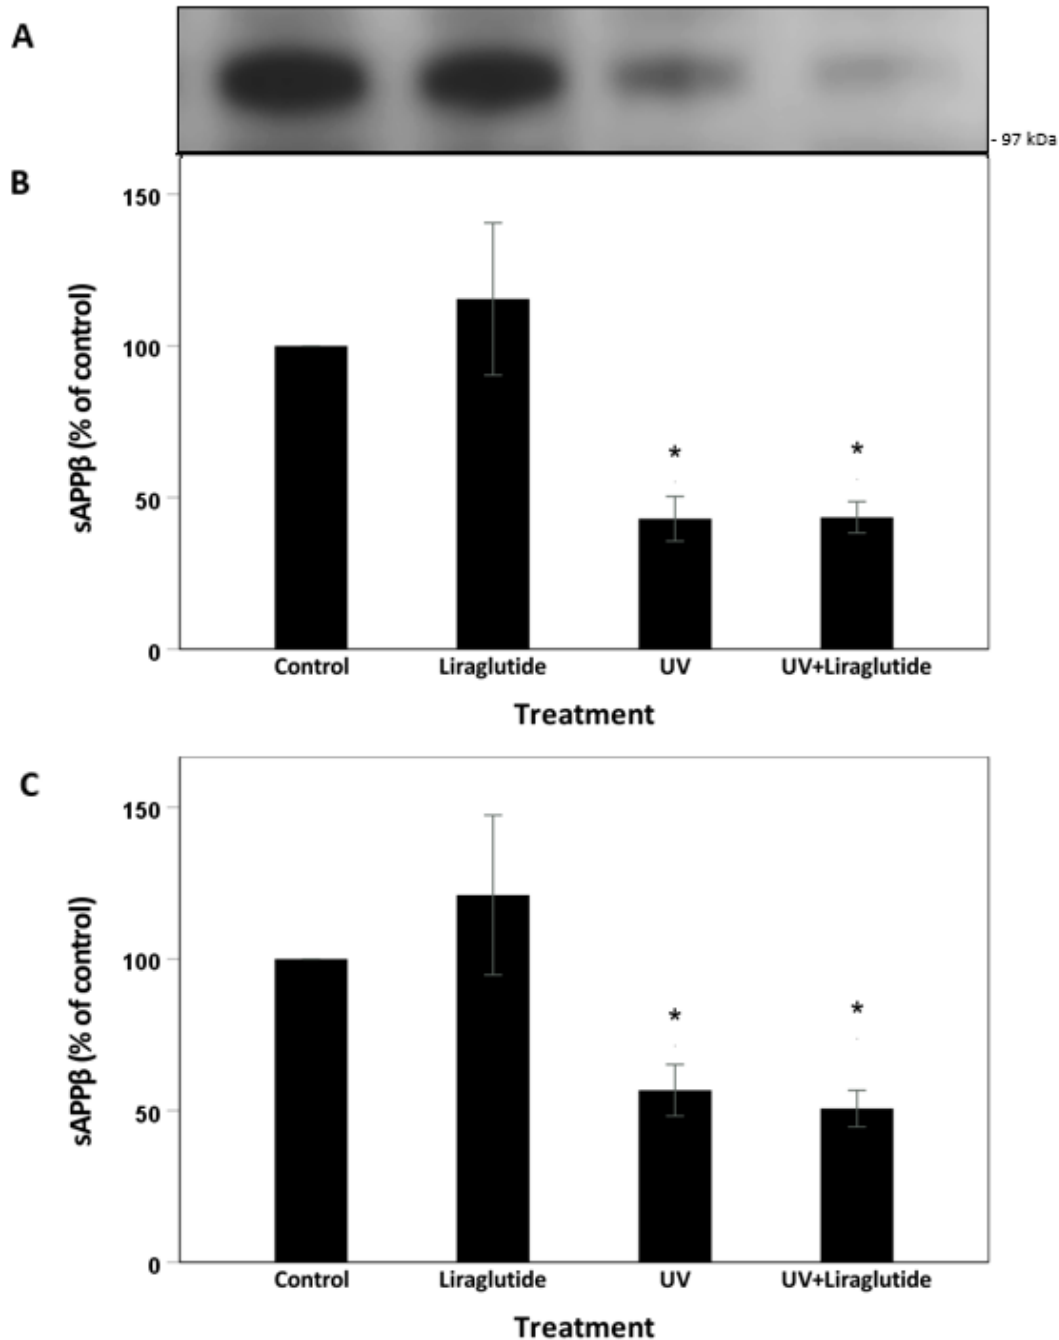 A
- 97 kDa
B
150
100
50
0
sAPPβ (% of control)
*
*
Control Liraglutide UV UV+Liraglutide
Treatment
C
150
100
50
0
sAPPβ (% of control)
*
*
Control Liraglutide UV UV+Liraglutide
Treatment